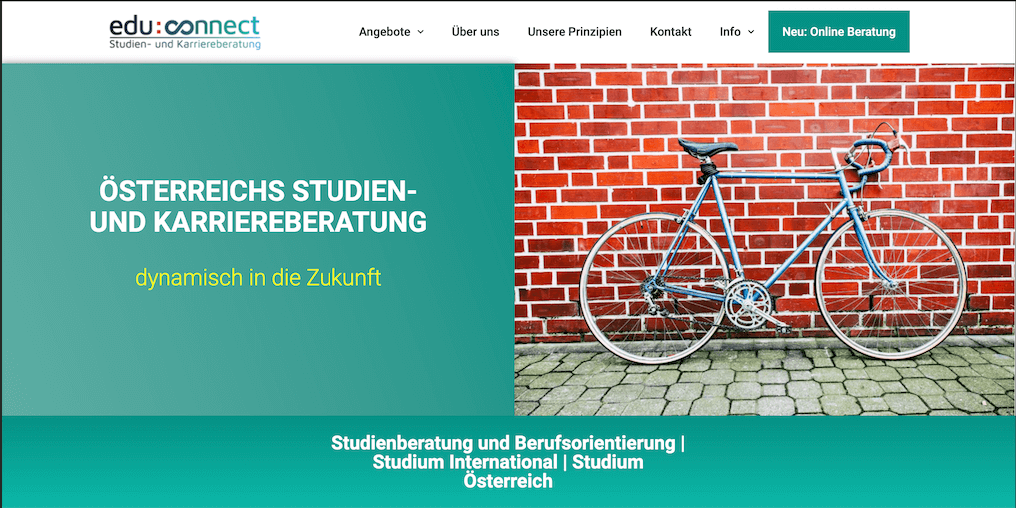 edu:connect
Studien- und Karriereberatung
Angebote
Über uns
Unsere Prinzipien
Kontakt
Info
Neu: Online Beratung
ÖSTERREICHS STUDIEN-
UND KARRIEREBERATUNG
dynamisch in die Zukunft
Studienberatung und Berufsorientierung |
Studium International | Studium
Österreich